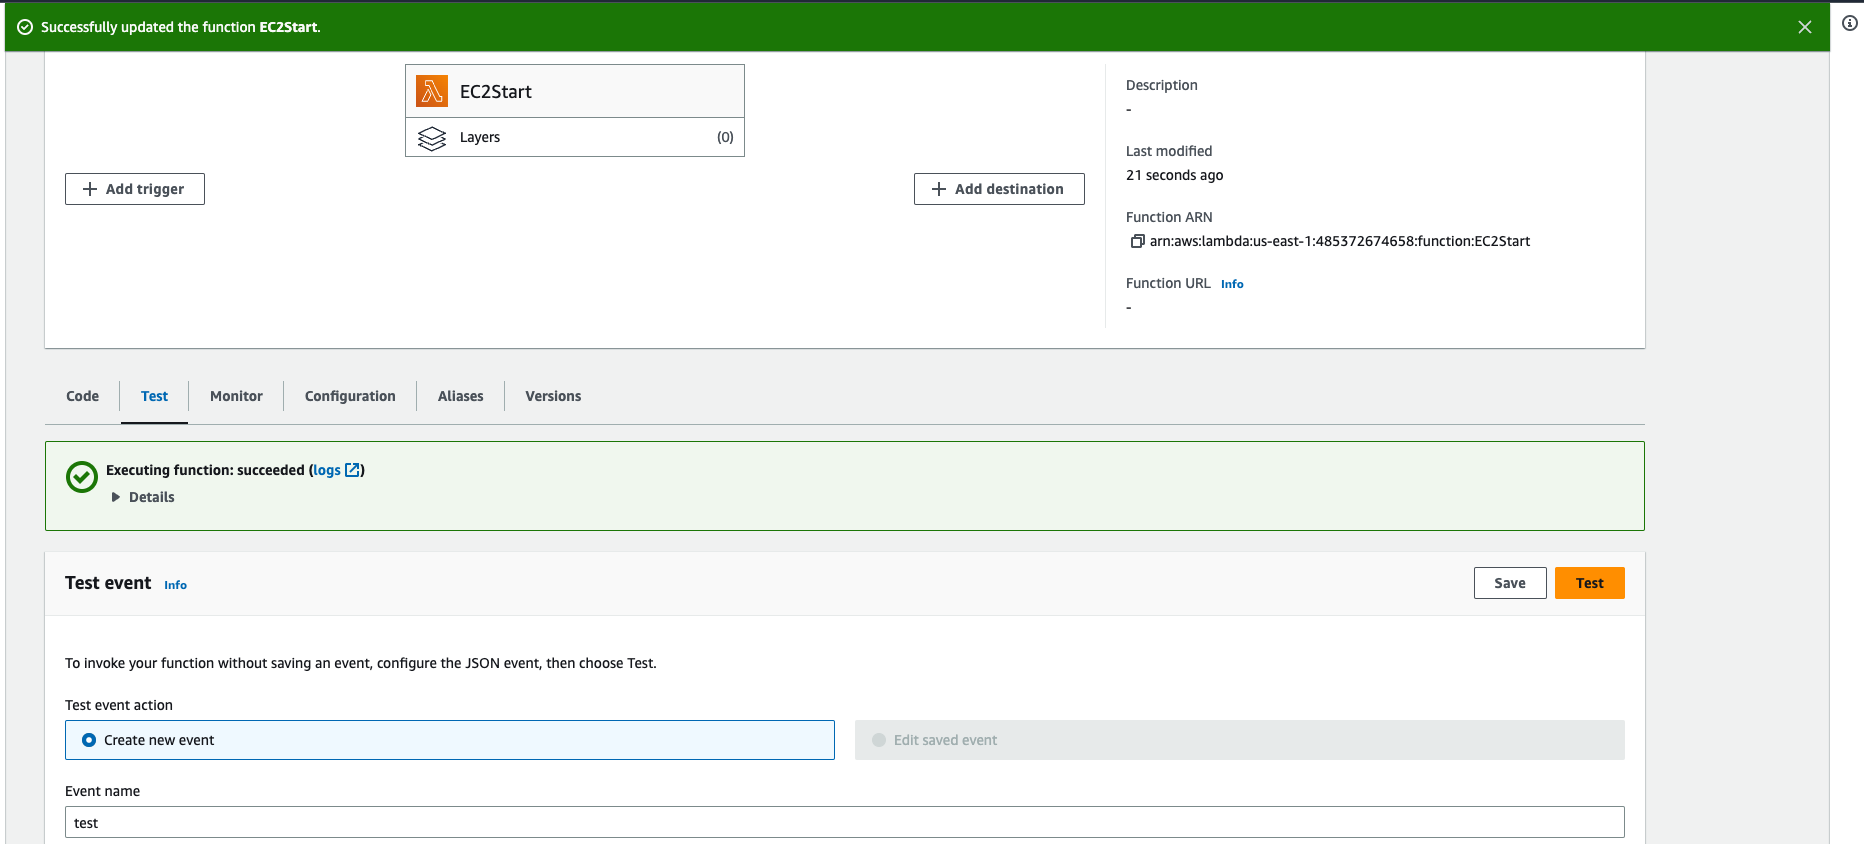 Successfully updated the function EC2Start.
EC2Start
Layers (0)
Add trigger
Add destination
Description
-
Last modified
21 seconds ago
Function ARN
arn:aws:lambda:us-east-1:485372674658:function:EC2Start
Function URL Info
-
Code Test Monitor Configuration Aliases Versions
Executing function: succeeded (logs)
Details
Test event Info
Save Test
To invoke your function without saving an event, configure the JSON event, then choose Test.
Test event action
Create new event
Edit saved event
Event name
test